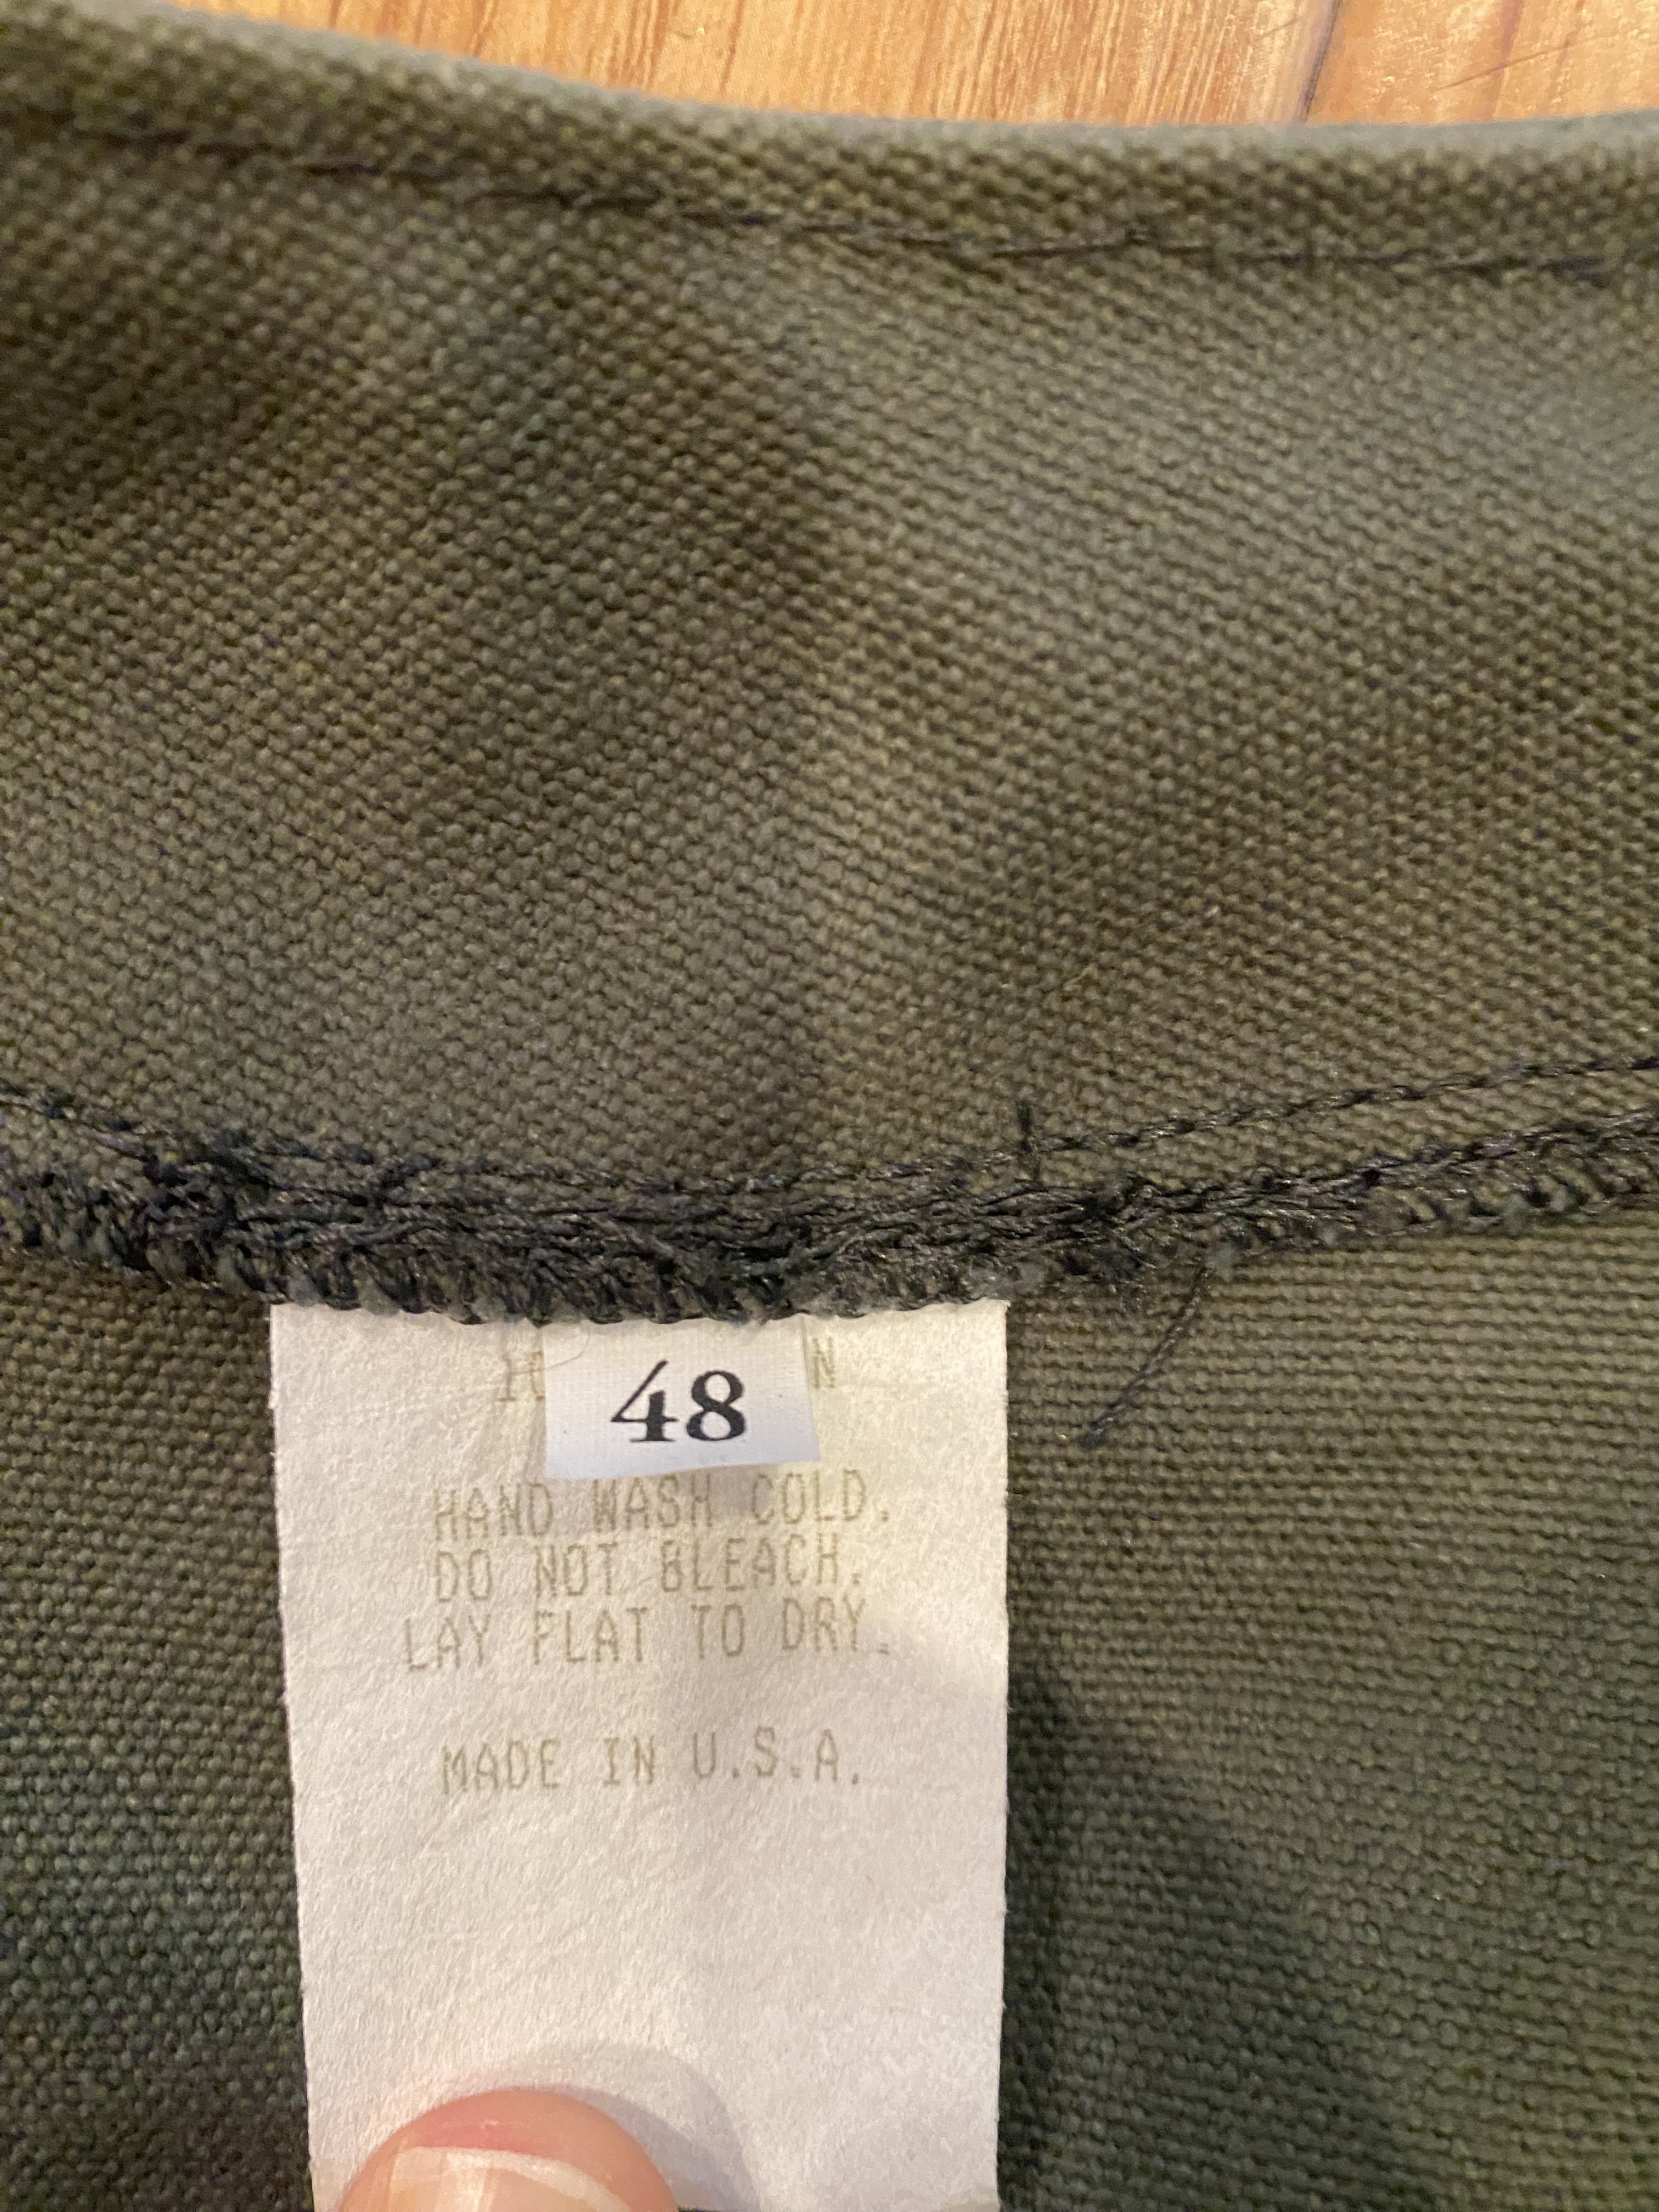 48
HAND WASH COLD.
DO NOT BLEACH.
LAY FLAT TO DRY.
MADE IN U.S.A.